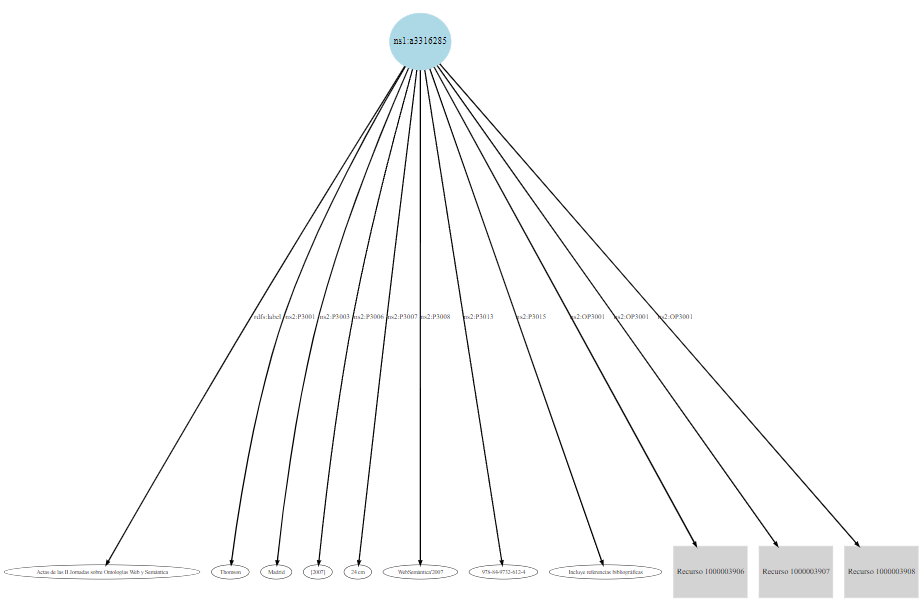 ns1:a3316285
rdfs:label
ns2:P3001
ns2:P3003
ns2:P3006
ns2:P3007
ns2:P3008
ns2:P3013
ns2:P3015
ns2:OP3001
ns2:OP3001
ns2:OP3001
Actas de las II Jornadas sobre Ontologías Web y Semántica
Thomson
Madrid
[2007]
24 cm
WebSemántica'2007
978-84-9732-612-4
Incluye referencias bibliográficas
Recurso 1000003906
Recurso 1000003907
Recurso 1000003908